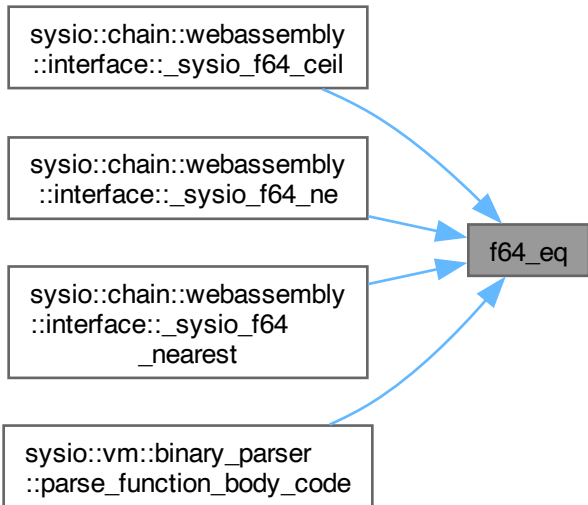 sysio::chain::webassembly
::interface::_sysio_f64_ceil
sysio::chain::webassembly
::interface::_sysio_f64_ne
f64_eq
sysio::chain::webassembly
::interface::_sysio_f64
_nearest
sysio::vm::binary_parser
::parse_function_body_code